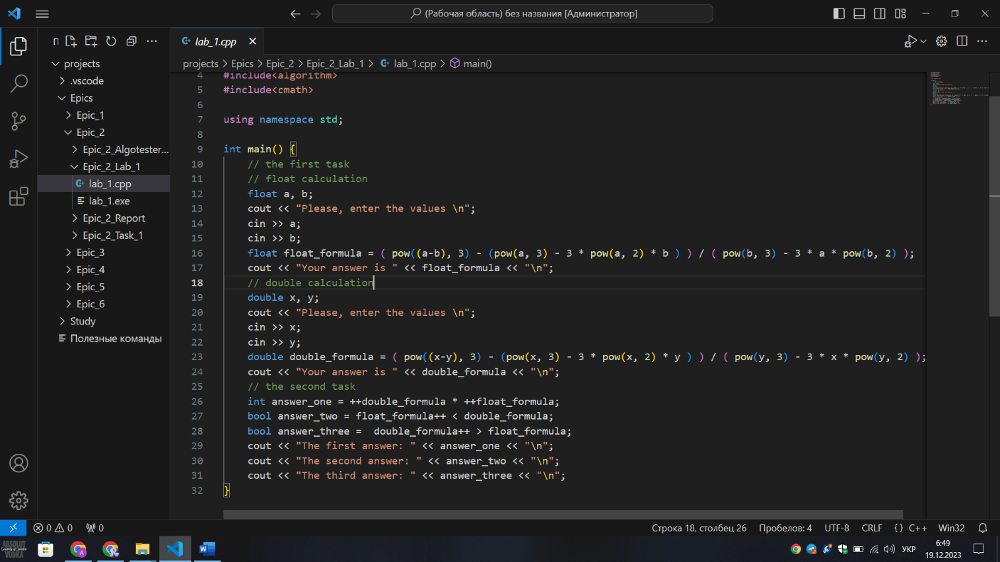 (Рабочая область) без названия [Администратор]
П
lab_1.cpp
projects > Epics > Epic_2 > Epic_2_Lab_1 > lab_1.cpp > main()
projects
.vscode
Epics
Epic_1
Epic_2
Epic_2_Algotester...
Epic_2_Lab_1
lab_1.cpp
lab_1.exe
Epic_2_Report
Epic_2_Task_1
Epic_3
Epic_4
Epic_5
Epic_6
Study
Полезные команды
4 #include<algorithm>
5 #include<cmath>
6
7 using namespace std;
8
9 int main() {
10 // the first task
11 // float calculation
12 float a, b;
13 cout << "Please, enter the values \n";
14 cin >> a;
15 cin >> b;
16 float float_formula = ( pow((a-b), 3) - (pow(a, 3) - 3 * pow(a, 2) * b ) ) / ( pow(b, 3) - 3 * a * pow(b, 2) );
17 cout << "Your answer is " << float_formula << "\n";
18 // double calculation
19 double x, y;
20 cout << "Please, enter the values \n";
21 cin >> x;
22 cin >> y;
23 double double_formula = ( pow((x-y), 3) - (pow(x, 3) - 3 * pow(x, 2) * y ) ) / ( pow(y, 3) - 3 * x * pow(y, 2) );
24 cout << "Your answer is " << double_formula << "\n";
25 // the second task
26 int answer_one = ++double_formula * ++float_formula;
27 bool answer_two = float_formula++ < double_formula;
28 bool answer_three =  double_formula++ > float_formula;
29 cout << "The first answer: " << answer_one << "\n";
30 cout << "The second answer: " << answer_two << "\n";
31 cout << "The third answer: " << answer_three << "\n";
32 }
0 0 0 Строка 18, столбец 26 Пробелов: 4 UTF-8 CRLF {} C++ Win32
ABSOLUT
VODKA
УКР
6:49
19.12.2023